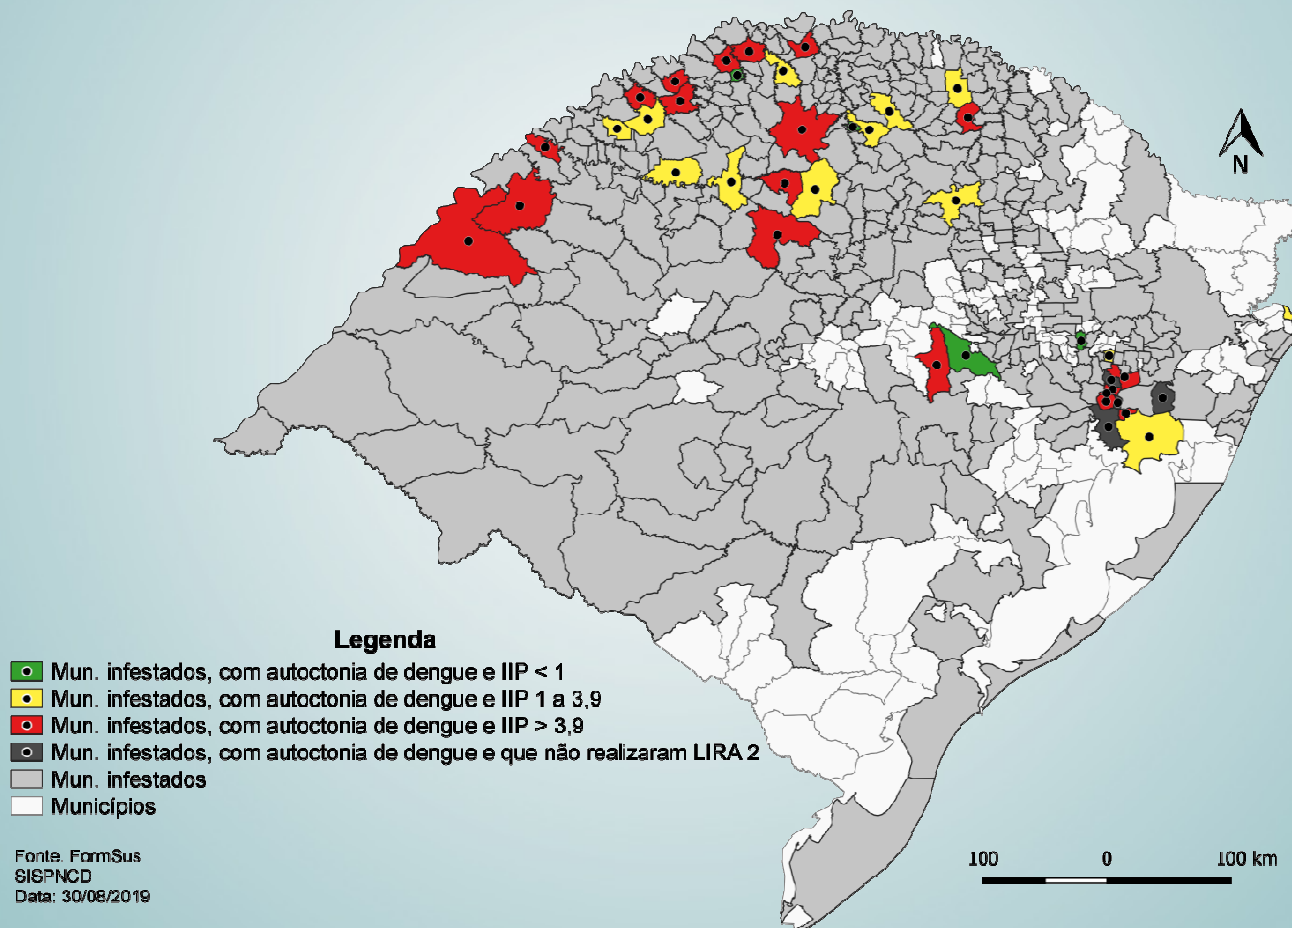 N
Legenda
Mun. infestados, com autoctonia de dengue e IIP < 1
Mun. infestados, com autoctonia de dengue e IIP 1 a 3,9
Mun. infestados, com autoctonia de dengue e IIP > 3,9
Mun. infestados, com autoctonia de dengue e que não realizaram LIRA 2
Mun. infestados
Municípios
Fonte. FormSus
SISPNCD
Data: 30/08/2019
100 0 100 km